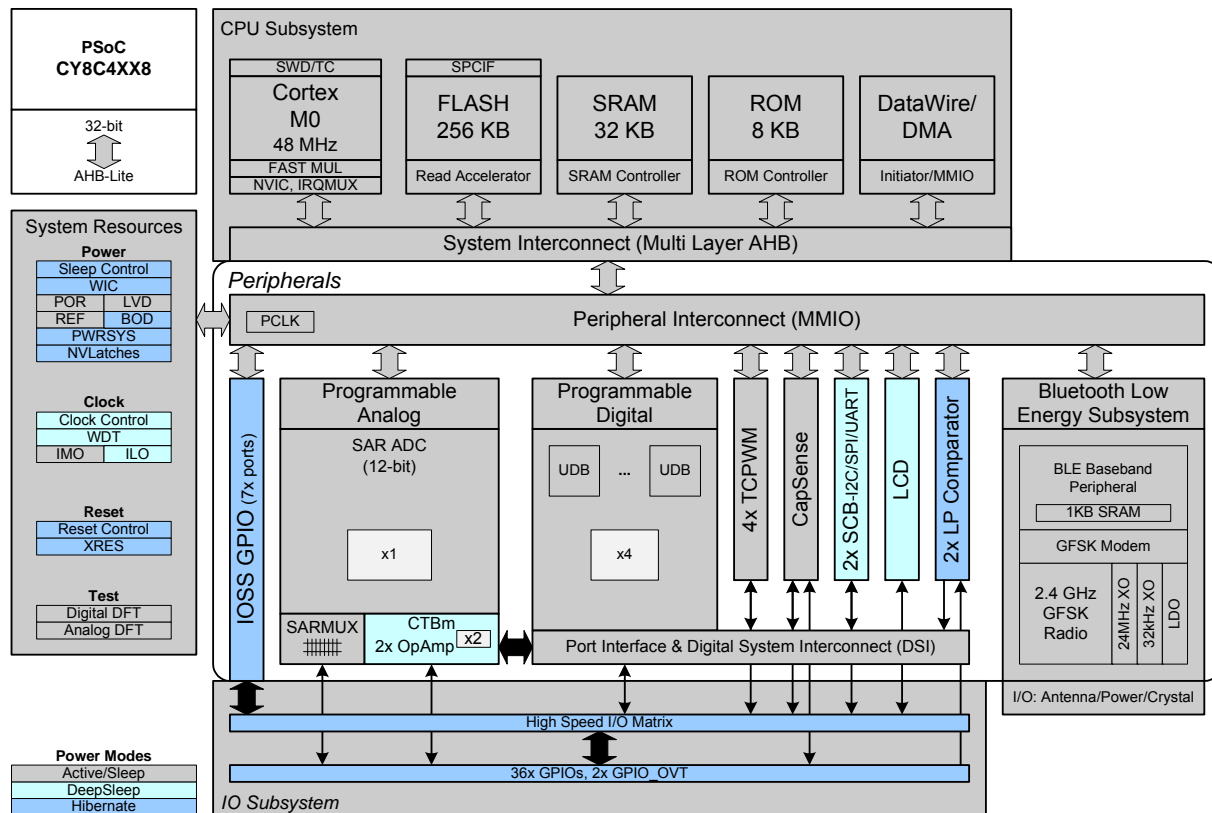 PSoC
CY8C4XX8
32-bit
AHB-Lite
CPU Subsystem
SWD/TC
Cortex
M0
48 MHz
FAST MUL
NVIC, IRQMUX
SPCIF
FLASH
256 KB
Read Accelerator
SRAM
32 KB
SRAM Controller
ROM
8 KB
ROM Controller
DataWire/
DMA
Initiator/MMIO
System Interconnect (Multi Layer AHB)
System Resources
Power
Sleep Control
WIC
POR LVD
REF BOD
PWRSYS
NVLatches
Clock
Clock Control
WDT
IMO ILO
Reset
Reset Control
XRES
Test
Digital DFT
Analog DFT
Peripherals
PCLK
Peripheral Interconnect (MMIO)
IOSS GPIO (7x ports)
Programmable
Analog
SAR ADC
(12-bit)
x1
SARMUX
CTBm
2x OpAmp
x2
Programmable
Digital
UDB ... UDB
x4
4x TCPWM
CapSense
2x SCB-I2C/SPI/UART
LCD
2x LP Comparator
Port Interface & Digital System Interconnect (DSI)
Bluetooth Low
Energy Subsystem
BLE Baseband
Peripheral
1KB SRAM
GFSK Modem
2.4 GHz
GFSK
Radio
24MHz XO
32kHz XO
LDO
I/O: Antenna/Power/Crystal
High Speed I/O Matrix
36x GPIOs, 2x GPIO_OVT
IO Subsystem
Power Modes
Active/Sleep
DeepSleep
Hibernate